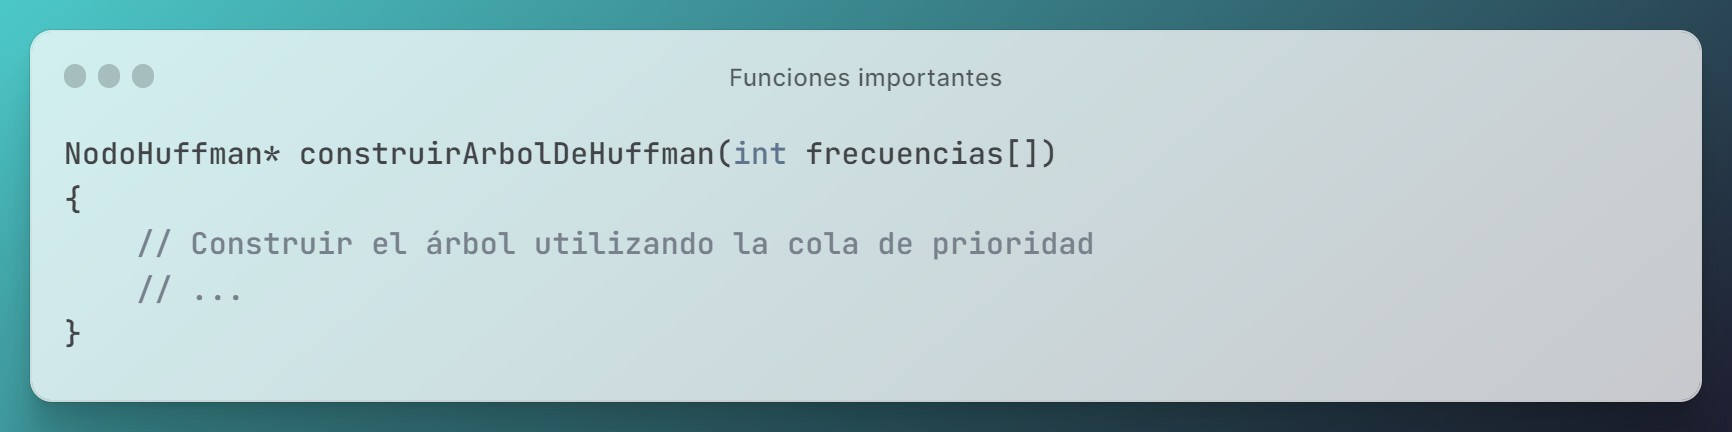 Funciones importantes
NodoHuffman* construirArbolDeHuffman(int frecuencias[])
{
    // Construir el árbol utilizando la cola de prioridad
    // ...
}